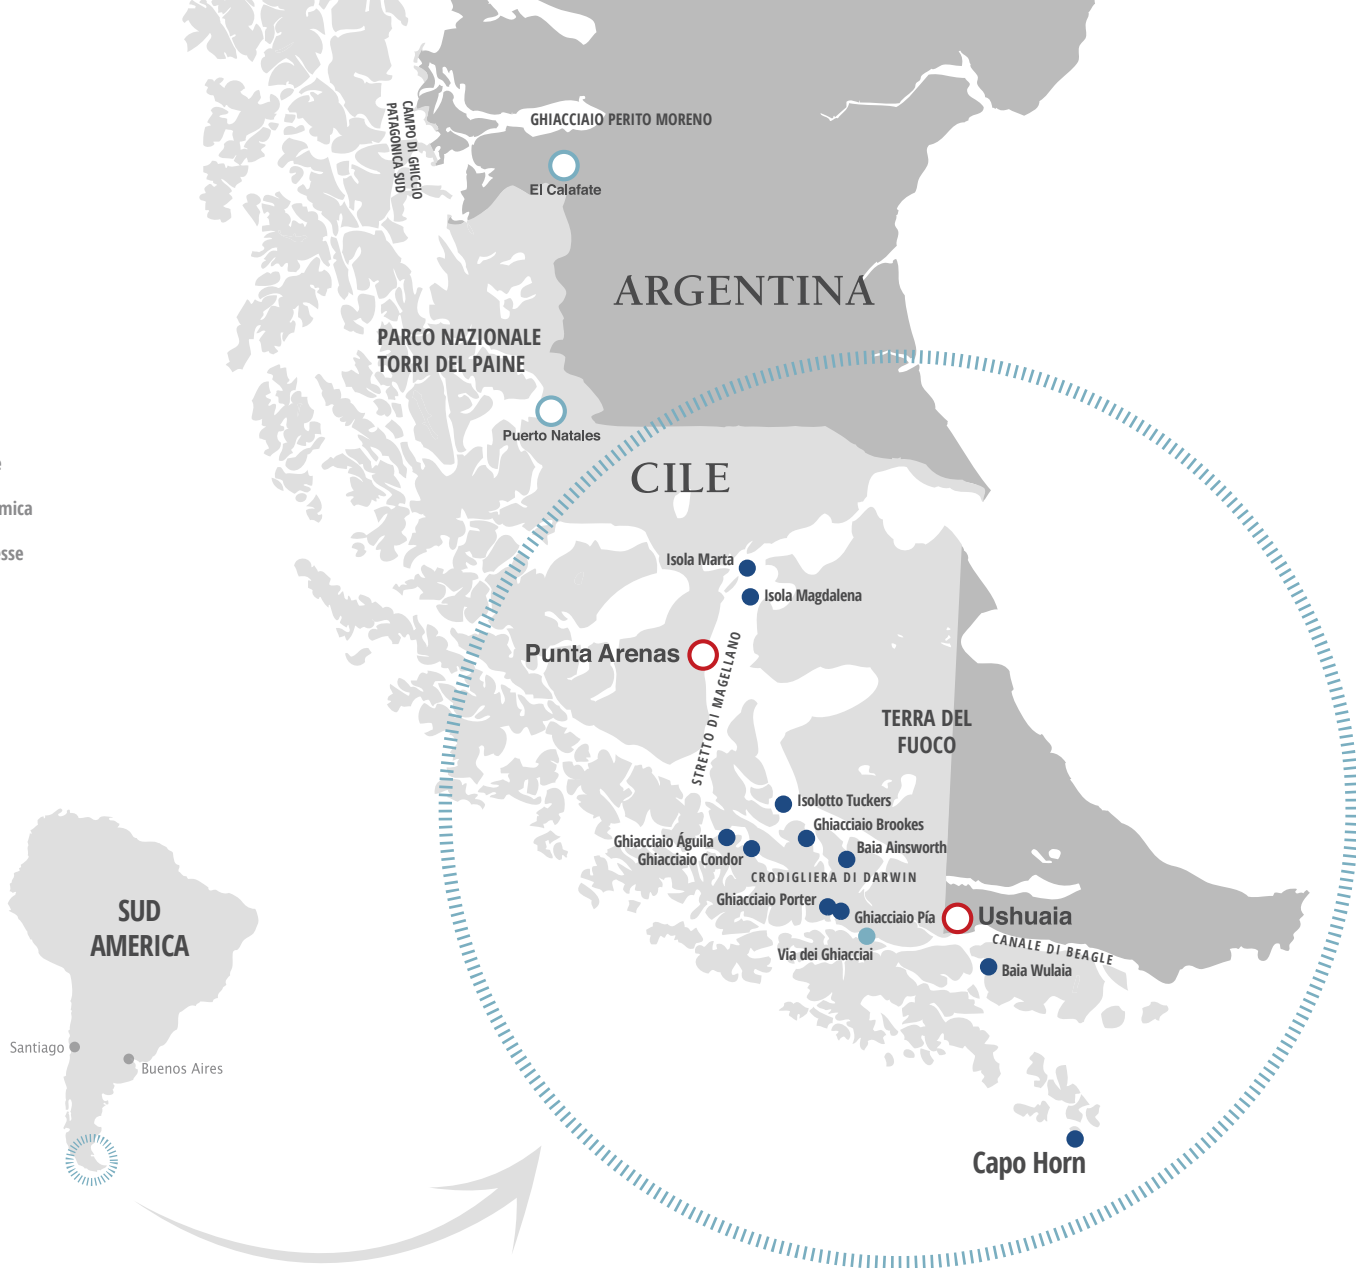 CAMPO DI GHICCIO
PATAGONICA SUD
GHIACCIAIO PERITO MORENO
El Calafate
ARGENTINA
PARCO NAZIONALE
TORRI DEL PAINE
Puerto Natales
CILE
mica
sse
Isola Marta
Isola Magdalena
Punta Arenas
STRETTO DI MAGELLANO
TERRA DEL
FUOCO
Isolotto Tuckers
Ghiacciaio Brookes
Ghiacciaio Águila
Baia Ainsworth
Ghiacciaio Condor
CRODIGLIERA DI DARWIN
Ghiacciaio Porter
Ghiacciaio Pía
Ushuaia
CANALE DI BEAGLE
Via dei Ghiacciai
Baia Wulaia
Capo Horn
SUD
AMERICA
Santiago
Buenos Aires